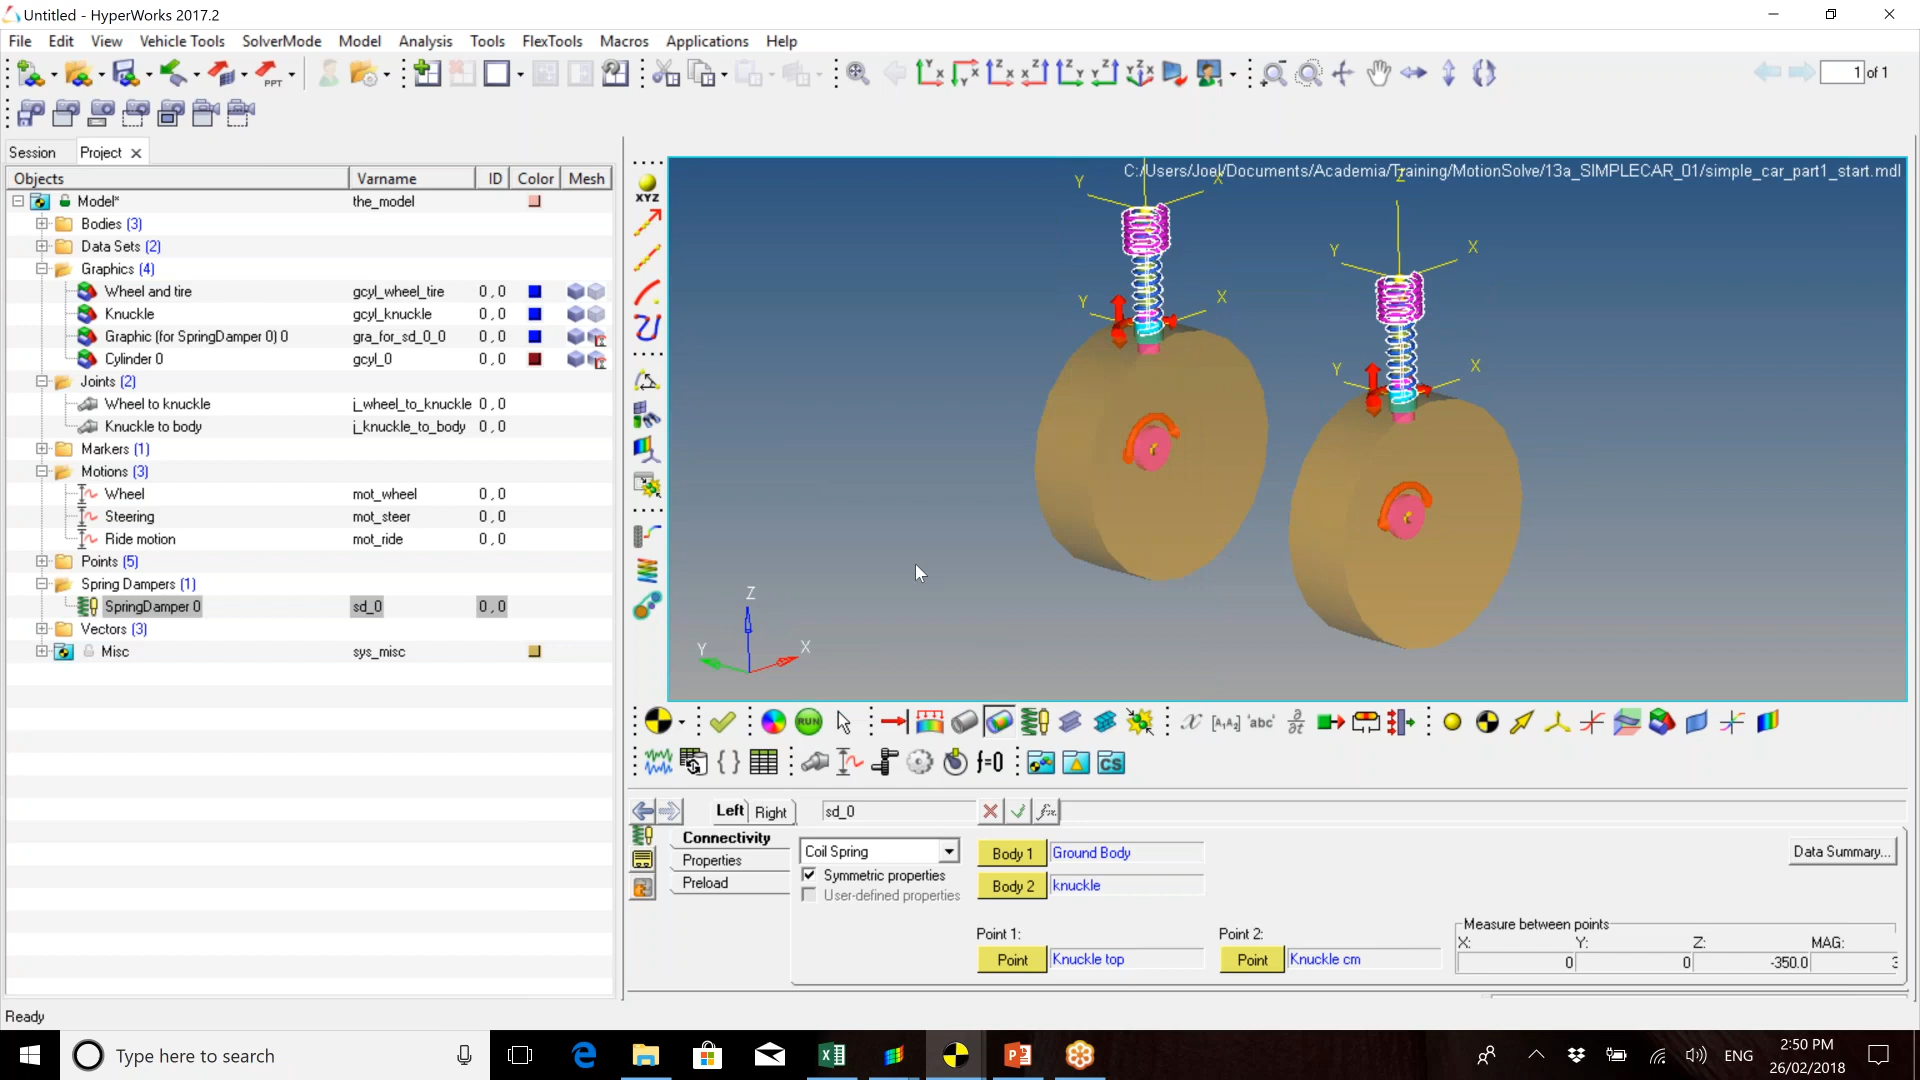 Untitled - HyperWorks 2017.2
File Edit View Vehicle Tools SolverMode Model Analysis Tools FlexTools Macros Applications Help
1 of 1
Session Project
Objects Varname ID Color Mesh
Model* the_model
Bodies (3)
Data Sets (2)
Graphics (4)
Wheel and tire gcyl_wheel_tire 0 , 0
Knuckle gcyl_knuckle 0 , 0
Graphic (for SpringDamper 0) 0 gra_for_sd_0_0 0 , 0
Cylinder 0 gcyl_0 0 , 0
Joints (2)
Wheel to knuckle j_wheel_to_knuckle 0 , 0
Knuckle to body j_knuckle_to_body 0 , 0
Markers (1)
Motions (3)
Wheel mot_wheel 0 , 0
Steering mot_steer 0 , 0
Ride motion mot_ride 0 , 0
Points (5)
Spring Dampers (1)
SpringDamper 0 sd_0 0 , 0
Vectors (3)
Misc sys_misc
XYZ
C:/Users/Joel/Documents/Academia/Training/MotionSolve/13a_SIMPLECAR_01/simple_car_part1_start.mdl
Y X Z
Y X
Y X
Y X
Z
Y X
RUN
'abc'
f=0
CS
Left Right sd_0
Connectivity
Properties
Preload
Coil Spring
Symmetric properties
User-defined properties
Body 1 Ground Body
Body 2 knuckle
Data Summary...
Point 1: Point 2:
Point Knuckle top Point Knuckle cm
Measure between points
X: Y: Z: MAG:
0 0 -350.0
Ready
Type here to search
ENG
2:50 PM
26/02/2018